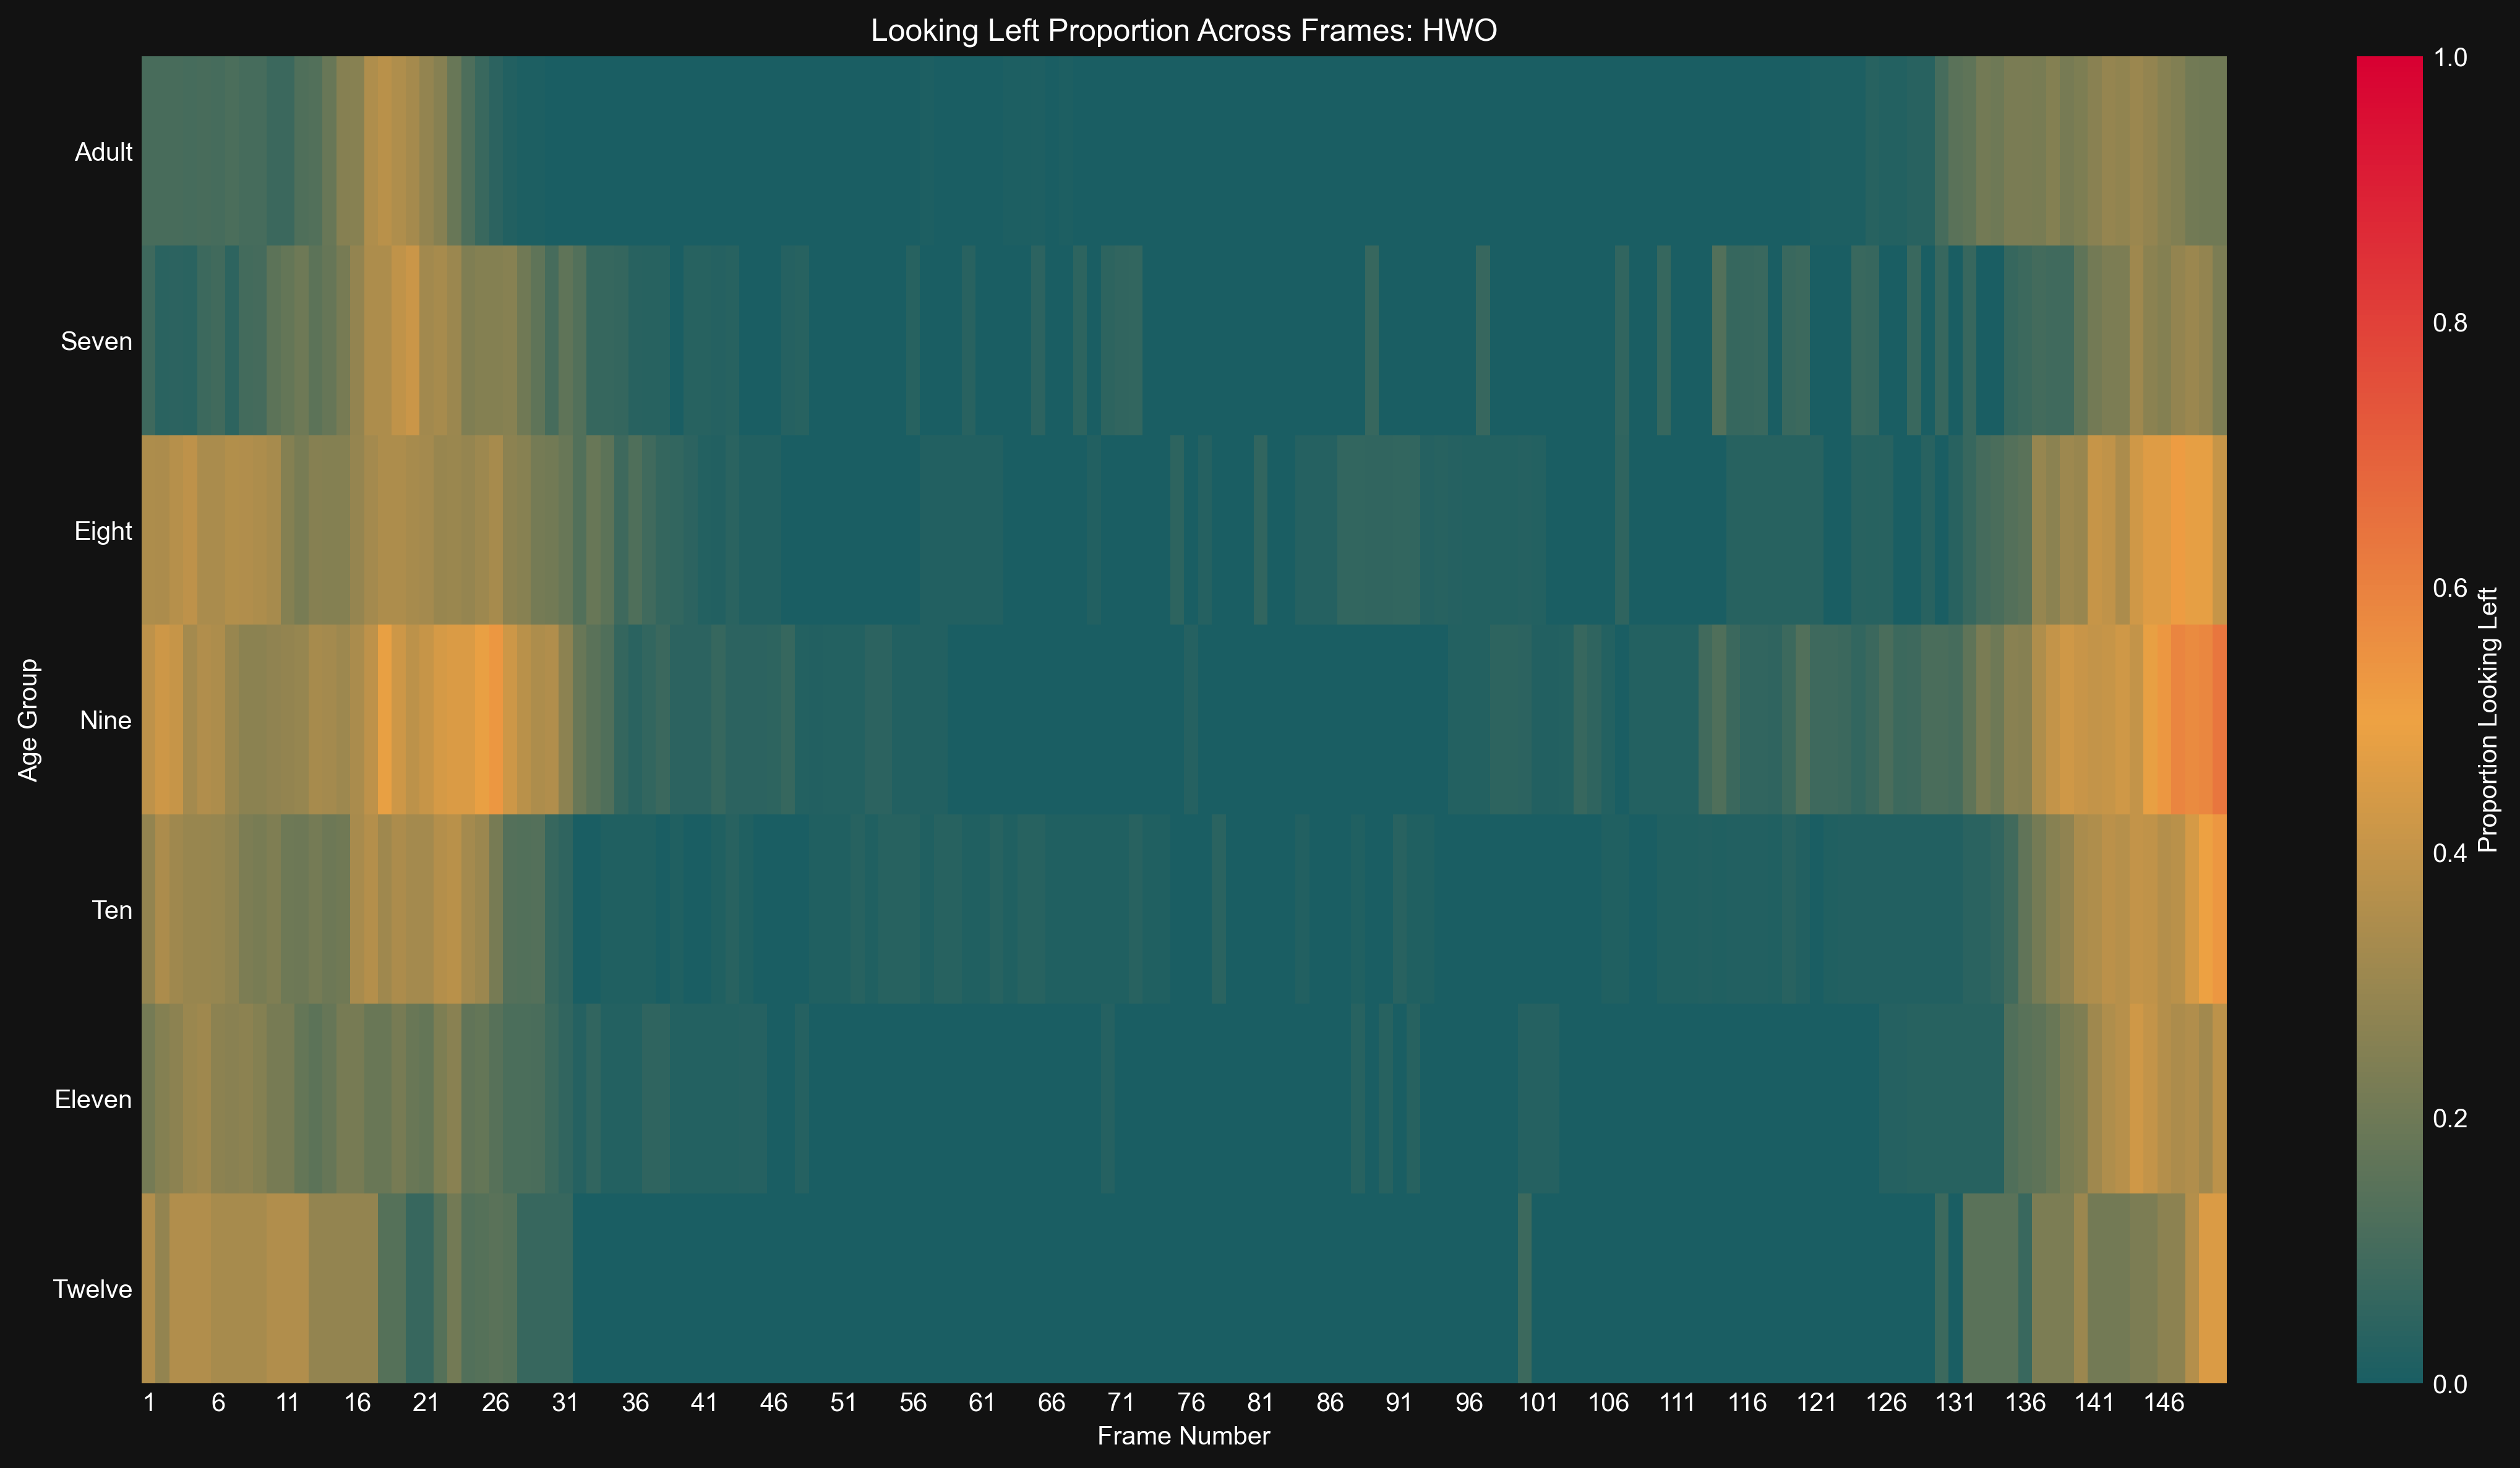 Looking Left Proportion Across Frames: HWO
Age Group
Adult
Seven
Eight
Nine
Ten
Eleven
Twelve
1 6 11 16 21 26 31 36 41 46 51 56 61 66 71 76 81 86 91 96 101 106 111 116 121 126 131 136 141 146
Frame Number
1.0
0.8
0.6
0.4
0.2
0.0
Proportion Looking Left